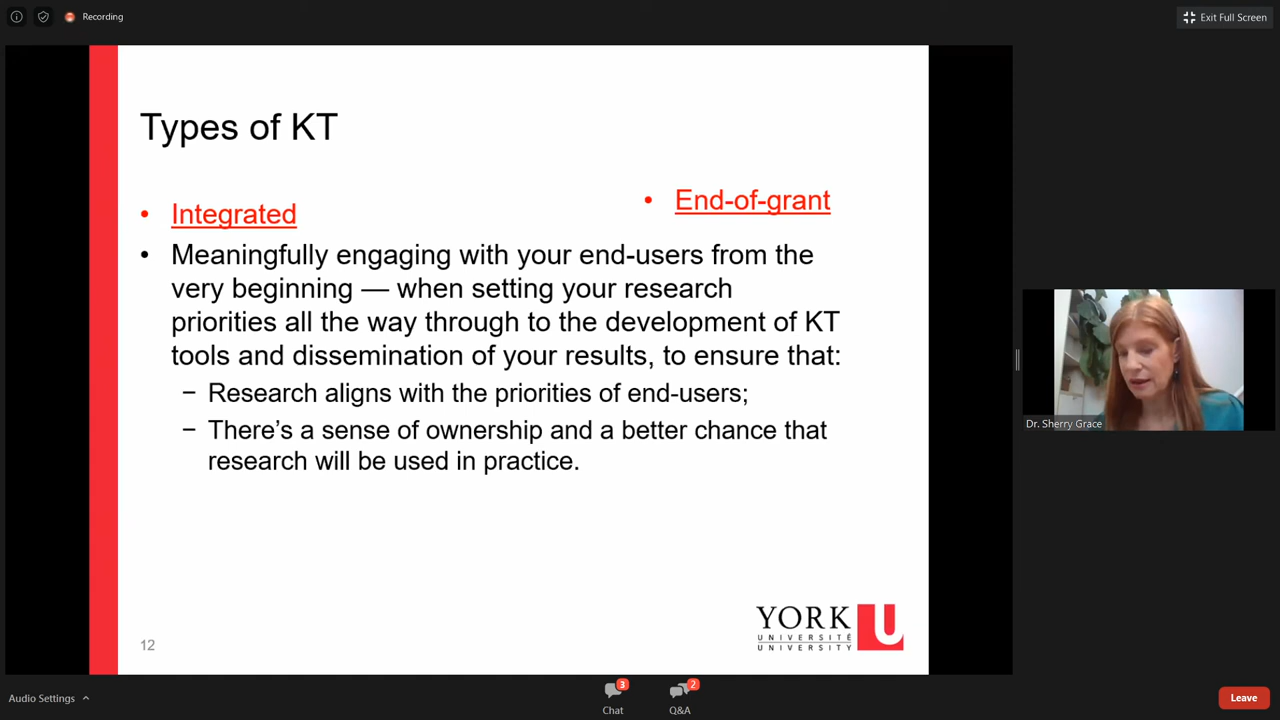 Recording
Exit Full Screen
Types of KT
• Integrated
• End-of-grant
• Meaningfully engaging with your end-users from the
very beginning — when setting your research
priorities all the way through to the development of KT
tools and dissemination of your results, to ensure that:
− Research aligns with the priorities of end-users;
− There’s a sense of ownership and a better chance that
research will be used in practice.
Dr. Sherry Grace
YORK U
UNIVERSITÉ
UNIVERSITY
12
Audio Settings
3
Chat
2
Q&A
Leave